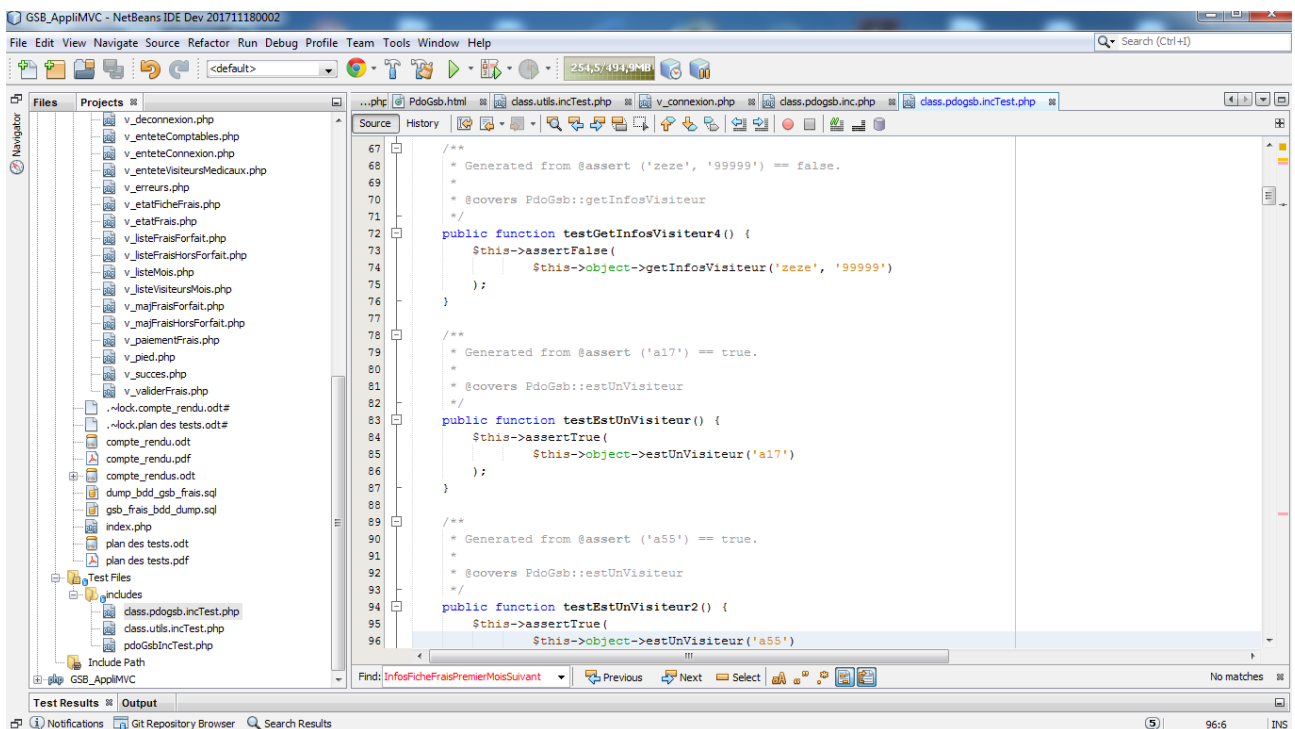 GSB_AppliMVC - NetBeans IDE Dev 201711180002
File Edit View Navigate Source Refactor Run Debug Profile Team Tools Window Help
Search (Ctrl+I)
<default>
254,5/494,9MB
Navigator
Files Projects
...php PdoGsb.html class.utils.incTest.php v_connexion.php class.pdogsb.inc.php class.pdogsb.incTest.php
Source History
v_deconnexion.php
v_enteteComptables.php
v_enteteConnexion.php
v_enteteVisiteursMedicaux.php
v_erreurs.php
v_etatFicheFrais.php
v_etatFrais.php
v_listeFraisForfait.php
v_listeFraisHorsForfait.php
v_listeMois.php
v_listeVisiteursMois.php
v_majFraisForfait.php
v_majFraisHorsForfait.php
v_paiementFrais.php
v_pied.php
v_succes.php
v_validerFrais.php
.~lock.compte_rendu.odt#
.~lock.plan des tests.odt#
compte_rendu.odt
compte_rendu.pdf
compte_rendus.odt
dump_bdd_gsb_frais.sql
gsb_frais_bdd_dump.sql
index.php
plan des tests.odt
plan des tests.pdf
Test Files
includes
class.pdogsb.incTest.php
class.utils.incTest.php
pdoGsbIncTest.php
Include Path
php GSB_AppliMVC
67 /**
68 * Generated from @assert ('zeze', '99999') == false.
69 *
70 * @covers PdoGsb::getInfosVisiteur
71 */
72 public function testGetInfosVisiteur4() {
73 $this->assertFalse(
74 $this->object->getInfosVisiteur('zeze', '99999')
75 );
76 }
77
78 /**
79 * Generated from @assert ('a17') == true.
80 *
81 * @covers PdoGsb::estUnVisiteur
82 */
83 public function testEstUnVisiteur() {
84 $this->assertTrue(
85 $this->object->estUnVisiteur('a17')
86 );
87 }
88
89 /**
90 * Generated from @assert ('a55') == true.
91 *
92 * @covers PdoGsb::estUnVisiteur
93 */
94 public function testEstUnVisiteur2() {
95 $this->assertTrue(
96 $this->object->estUnVisiteur('a55')
Find: InfosFicheFraisPremierMoisSuivant Previous Next Select aA No matches
Test Results Output
Notifications Git Repository Browser Search Results
5 96:6 INS